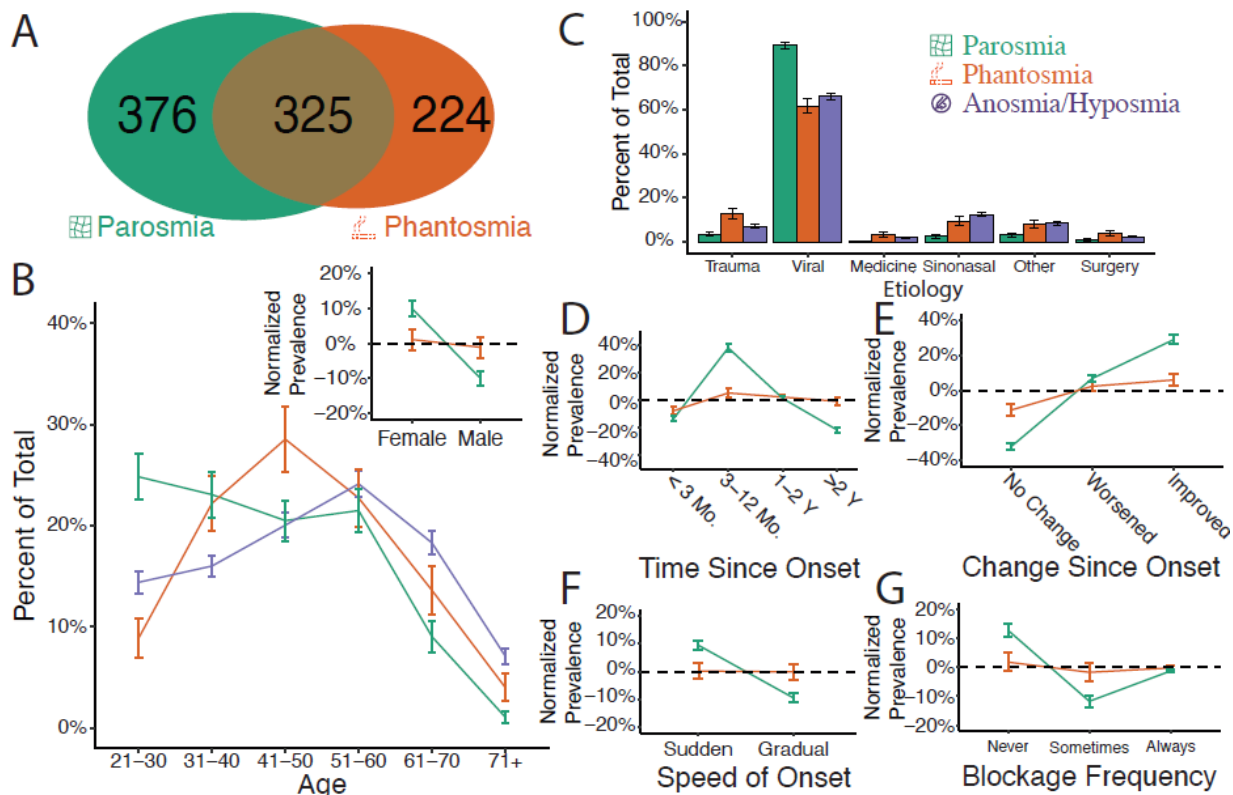 A
376
325
224
Parosmia
Phantosmia
B
Percent of Total
40%
30%
20%
10%
0%
21−30
31−40
41−50
51−60
61−70
71+
Age
Normalized
Prevalence
20%
10%
0%
−10%
−20%
Female
Male
C
Percent of Total
100%
80%
60%
40%
20%
0%
Trauma
Viral
Medicine
Sinonasal
Other
Surgery
Etiology
Parosmia
Phantosmia
Anosmia/Hyposmia
D
Normalized
Prevalence
40%
20%
0%
−20%
−40%
< 3 Mo.
3−12 Mo.
1−2 Y
>2 Y
Time Since Onset
E
Normalized
Prevalence
40%
20%
0%
−20%
−40%
No Change
Worsened
Improved
Change Since Onset
F
Normalized
Prevalence
20%
10%
0%
−10%
−20%
Sudden
Gradual
Speed of Onset
G
Normalized
Prevalence
20%
10%
0%
−10%
−20%
Never
Sometimes
Always
Blockage Frequency